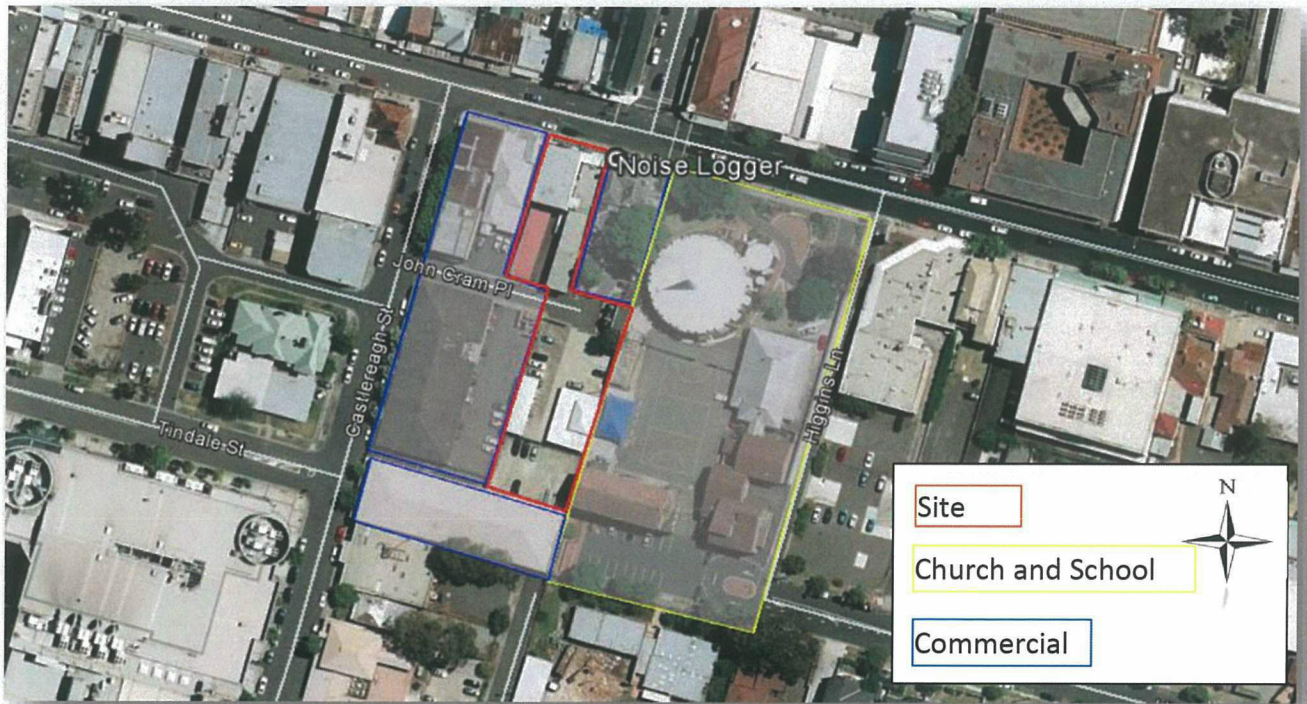 Noise Logger
John Cram Pl
Castlereagh St
Tindale St
Higgins Ln
Site
N
Church and School
Commercial